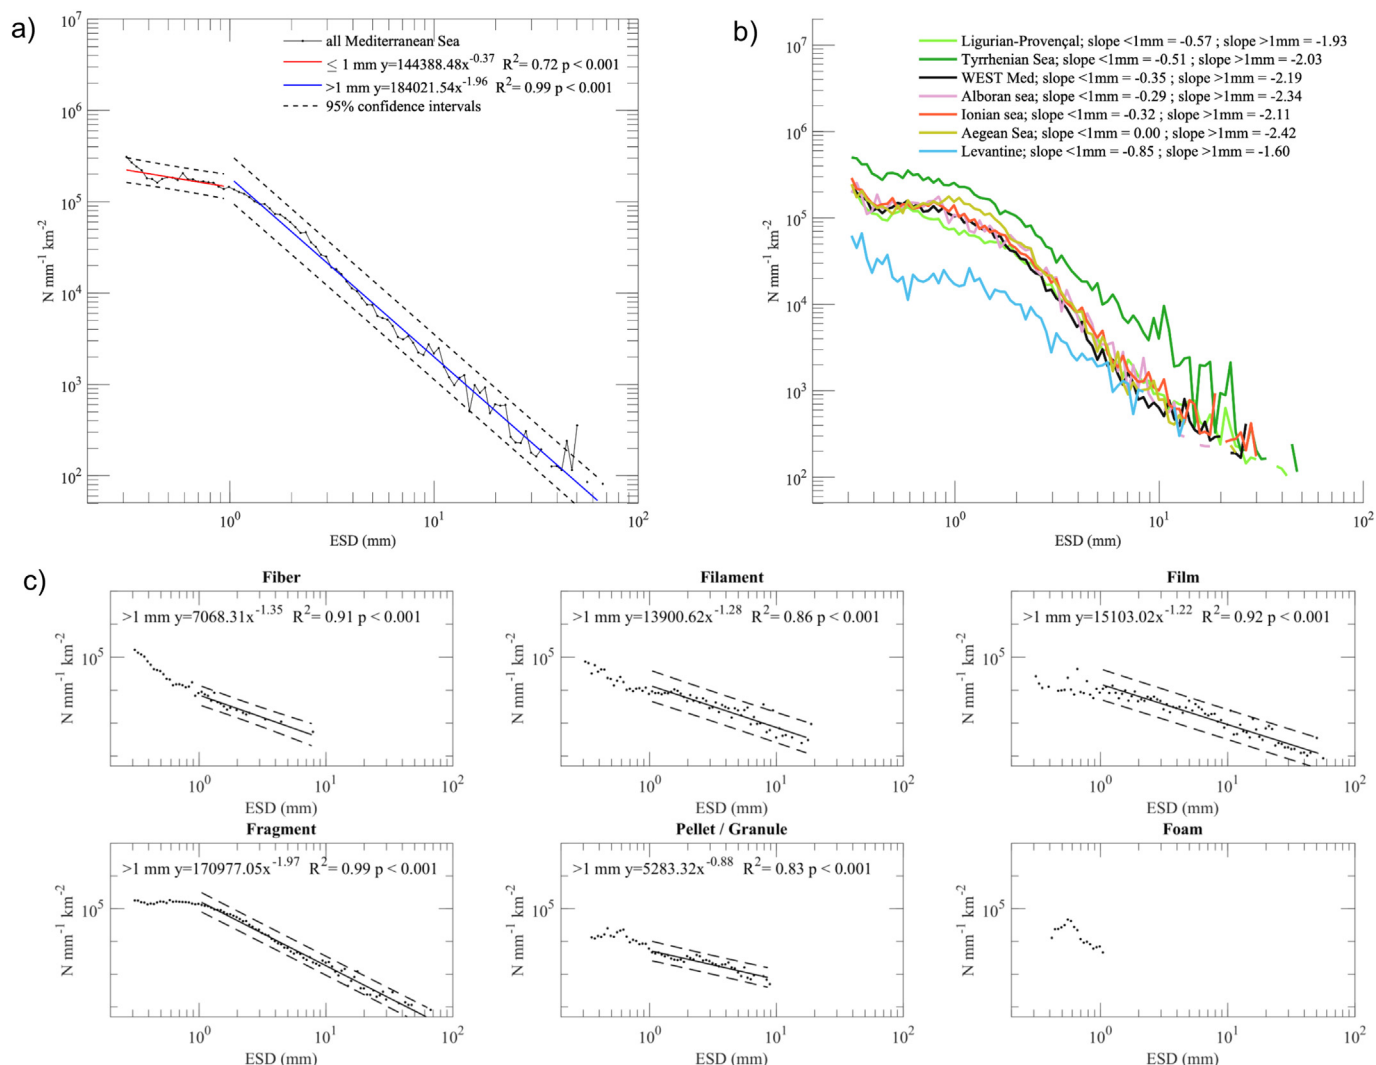 a)
10^7
10^6
10^5
10^4
10^3
10^2
N mm^-1 km^-2
all Mediterranean Sea
≤ 1 mm y=144388.48x^-0.37 R^2= 0.72 p < 0.001
>1 mm y=184021.54x^-1.96 R^2= 0.99 p < 0.001
95% confidence intervals
10^0 10^1 10^2
ESD (mm)
b)
10^7
10^6
10^5
10^4
10^3
10^2
N mm^-1 km^-2
Ligurian-Provençal; slope <1mm = -0.57 ; slope >1mm = -1.93
Tyrrhenian Sea; slope <1mm = -0.51 ; slope >1mm = -2.03
WEST Med; slope <1mm = -0.35 ; slope >1mm = -2.19
Alboran sea; slope <1mm = -0.29 ; slope >1mm = -2.34
Ionian sea; slope <1mm = -0.32 ; slope >1mm = -2.11
Aegean Sea; slope <1mm = 0.00 ; slope >1mm = -2.42
Levantine; slope <1mm = -0.85 ; slope >1mm = -1.60
10^0 10^1 10^2
ESD (mm)
c)
Fiber
>1 mm y=7068.31x^-1.35 R^2= 0.91 p < 0.001
10^5
N mm^-1 km^-2
10^0 10^1 10^2
ESD (mm)
Filament
>1 mm y=13900.62x^-1.28 R^2= 0.86 p < 0.001
10^5
N mm^-1 km^-2
10^0 10^1 10^2
ESD (mm)
Film
>1 mm y=15103.02x^-1.22 R^2= 0.92 p < 0.001
10^5
N mm^-1 km^-2
10^0 10^1 10^2
ESD (mm)
Fragment
>1 mm y=170977.05x^-1.97 R^2= 0.99 p < 0.001
10^5
N mm^-1 km^-2
10^0 10^1 10^2
ESD (mm)
Pellet / Granule
>1 mm y=5283.32x^-0.88 R^2= 0.83 p < 0.001
10^5
N mm^-1 km^-2
10^0 10^1 10^2
ESD (mm)
Foam
10^5
N mm^-1 km^-2
10^0 10^1 10^2
ESD (mm)